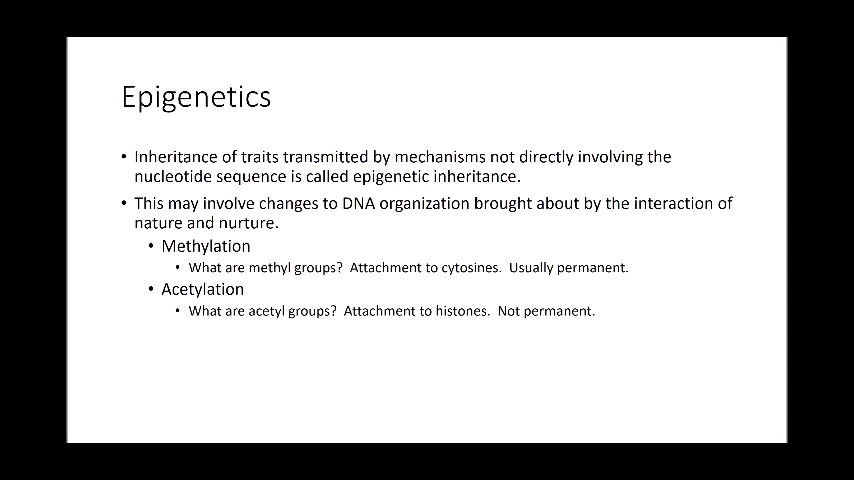 Epigenetics
• Inheritance of traits transmitted by mechanisms not directly involving the
nucleotide sequence is called epigenetic inheritance.
• This may involve changes to DNA organization brought about by the interaction of
nature and nurture.
• Methylation
• What are methyl groups?  Attachment to cytosines.  Usually permanent.
• Acetylation
• What are acetyl groups?  Attachment to histones.  Not permanent.